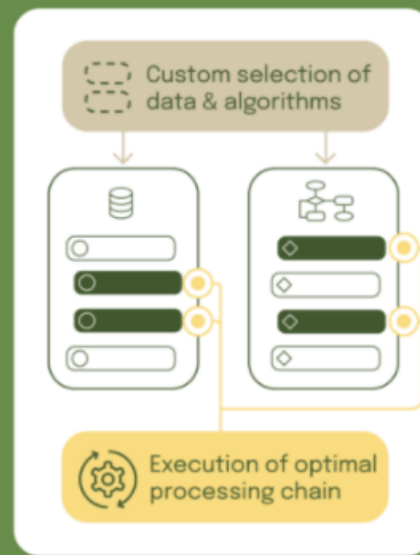 Custom selection of
data & algorithms
Execution of optimal
processing chain